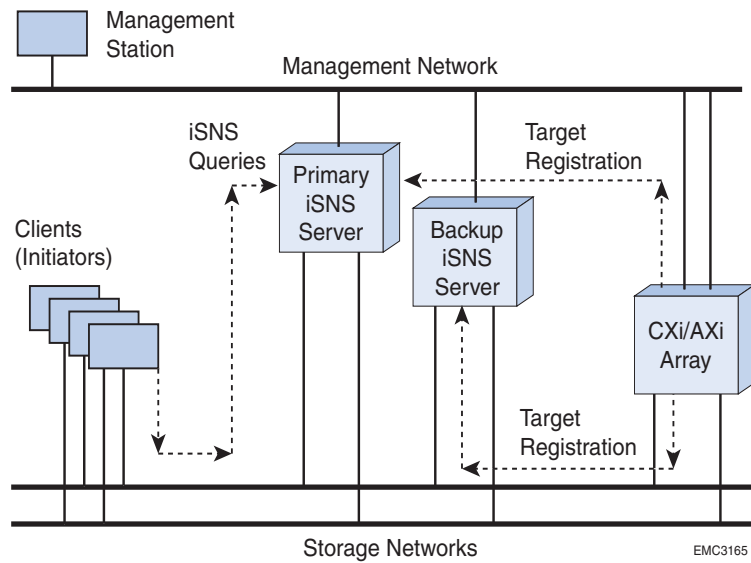 Management
Station
Management Network
iSNS
Queries
Target
Registration
Primary
iSNS
Server
Backup
iSNS
Server
Clients
(Initiators)
CXi/AXi
Array
Target
Registration
Storage Networks
EMC3165